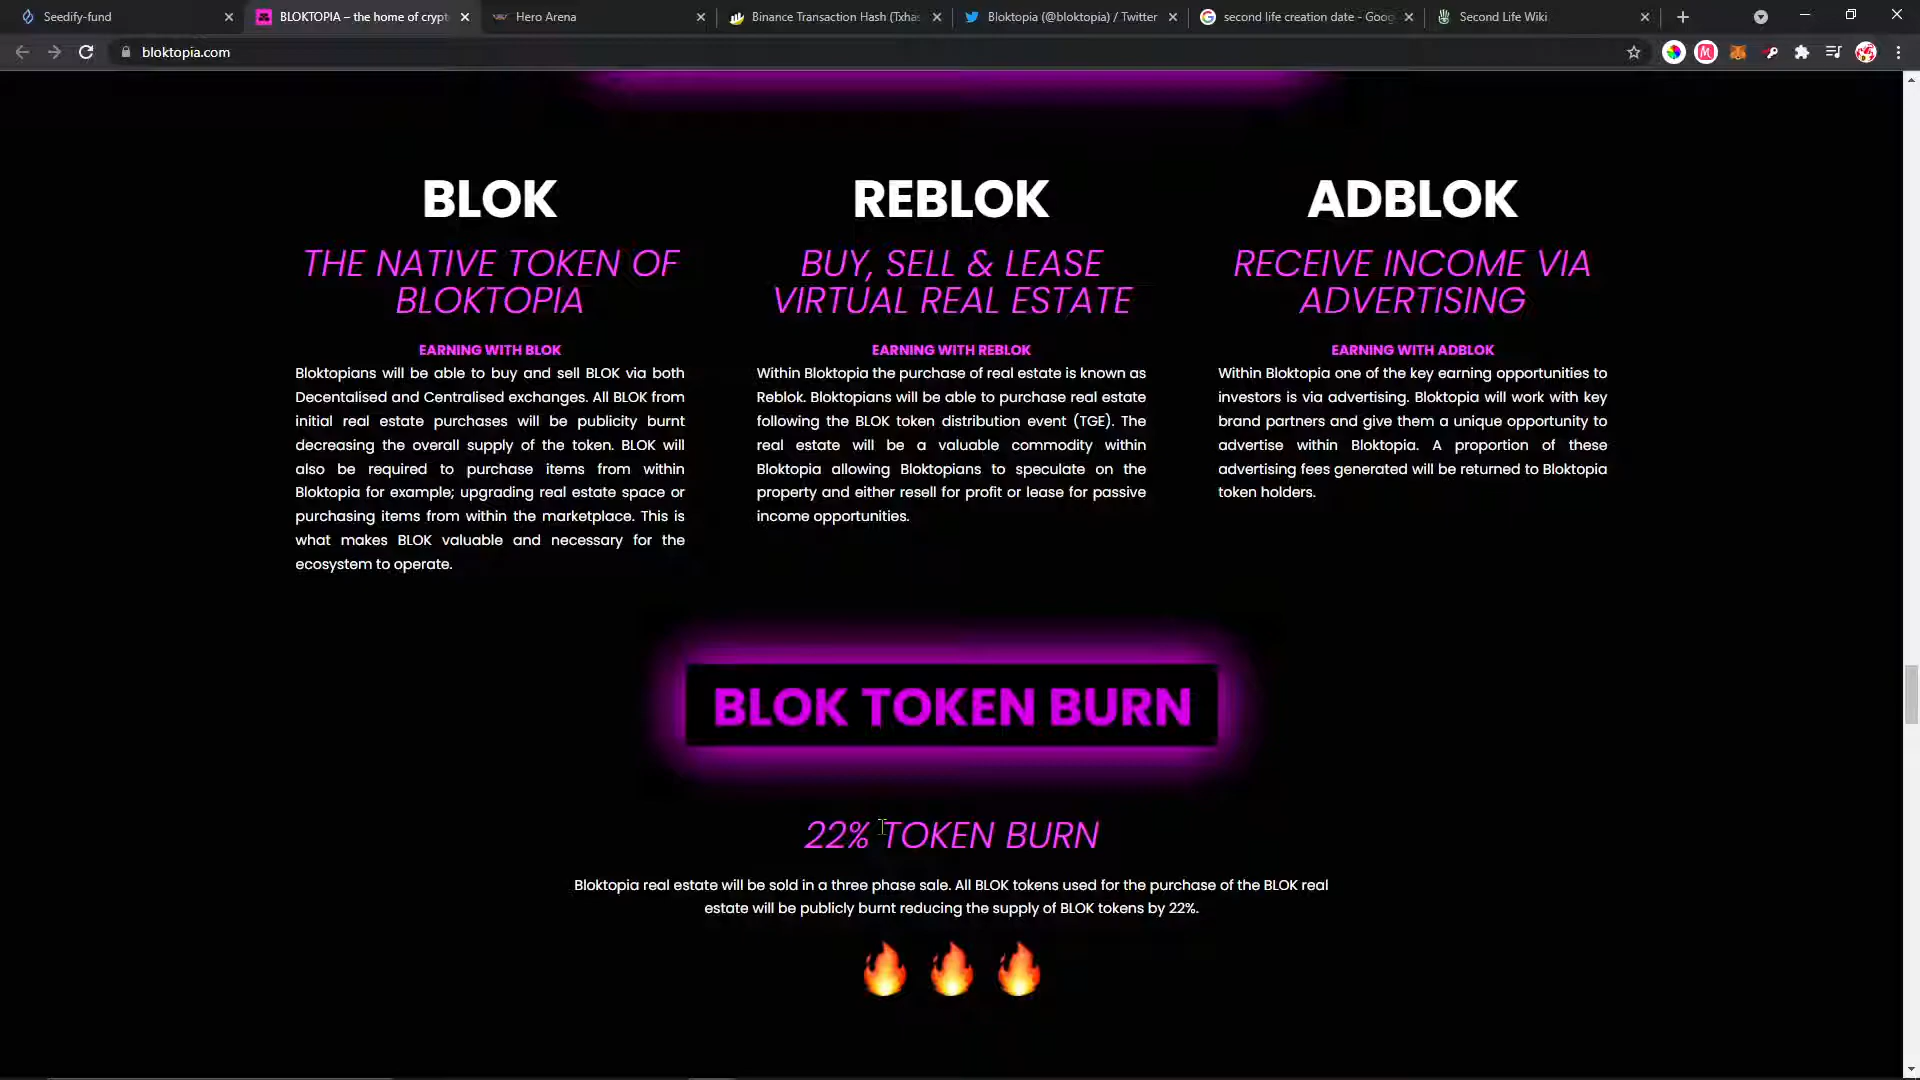 Seedify-fund
BLOKTOPIA – the home of crypt
Hero Arena
Binance Transaction Hash (Txhas
Bloktopia (@bloktopia) / Twitter
second life creation date - Goog
Second Life Wiki
bloktopia.com
BLOK
THE NATIVE TOKEN OF
BLOKTOPIA
EARNING WITH BLOK
Bloktopians will be able to buy and sell BLOK via both
Decentalised and Centralised exchanges. All BLOK from
initial real estate purchases will be publicity burnt
decreasing the overall supply of the token. BLOK will
also be required to purchase items from within
Bloktopia for example; upgrading real estate space or
purchasing items from within the marketplace. This is
what makes BLOK valuable and necessary for the
ecosystem to operate.
REBLOK
BUY, SELL & LEASE
VIRTUAL REAL ESTATE
EARNING WITH REBLOK
Within Bloktopia the purchase of real estate is known as
Reblok. Bloktopians will be able to purchase real estate
following the BLOK token distribution event (TGE). The
real estate will be a valuable commodity within
Bloktopia allowing Bloktopians to speculate on the
property and either resell for profit or lease for passive
income opportunities.
ADBLOK
RECEIVE INCOME VIA
ADVERTISING
EARNING WITH ADBLOK
Within Bloktopia one of the key earning opportunities to
investors is via advertising. Bloktopia will work with key
brand partners and give them a unique opportunity to
advertise within Bloktopia. A proportion of these
advertising fees generated will be returned to Bloktopia
token holders.
BLOK TOKEN BURN
22% TOKEN BURN
Bloktopia real estate will be sold in a three phase sale. All BLOK tokens used for the purchase of the BLOK real
estate will be publicly burnt reducing the supply of BLOK tokens by 22%.